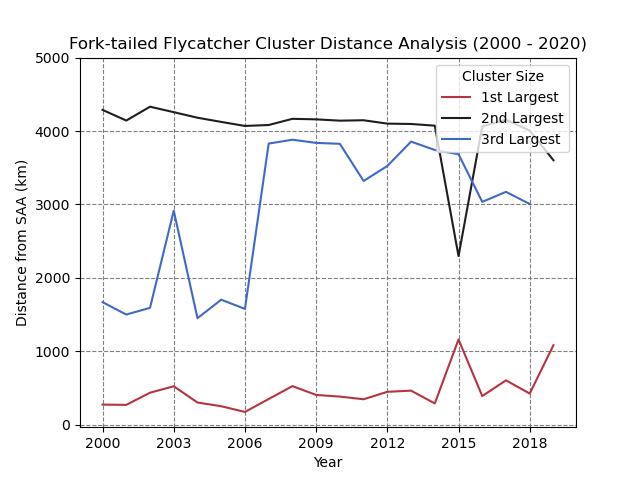 Fork-tailed Flycatcher Cluster Distance Analysis (2000 - 2020)
5000
4000
3000
2000
1000
0
Distance from SAA (km)
Cluster Size
1st Largest
2nd Largest
3rd Largest
2000 2003 2006 2009 2012 2015 2018
Year